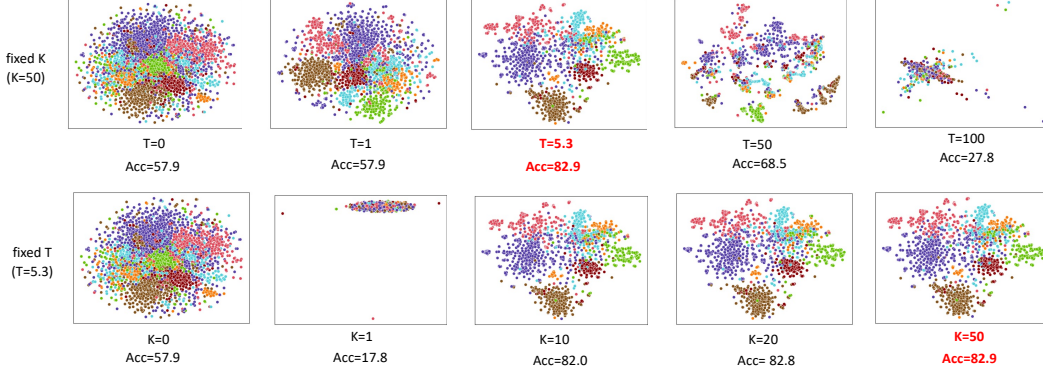 fixed K
(K=50)
T=0
Acc=57.9
T=1
Acc=57.9
T=5.3
Acc=82.9
T=50
Acc=68.5
T=100
Acc=27.8
fixed T
(T=5.3)
K=0
Acc=57.9
K=1
Acc=17.8
K=10
Acc=82.0
K=20
Acc= 82.8
K=50
Acc=82.9